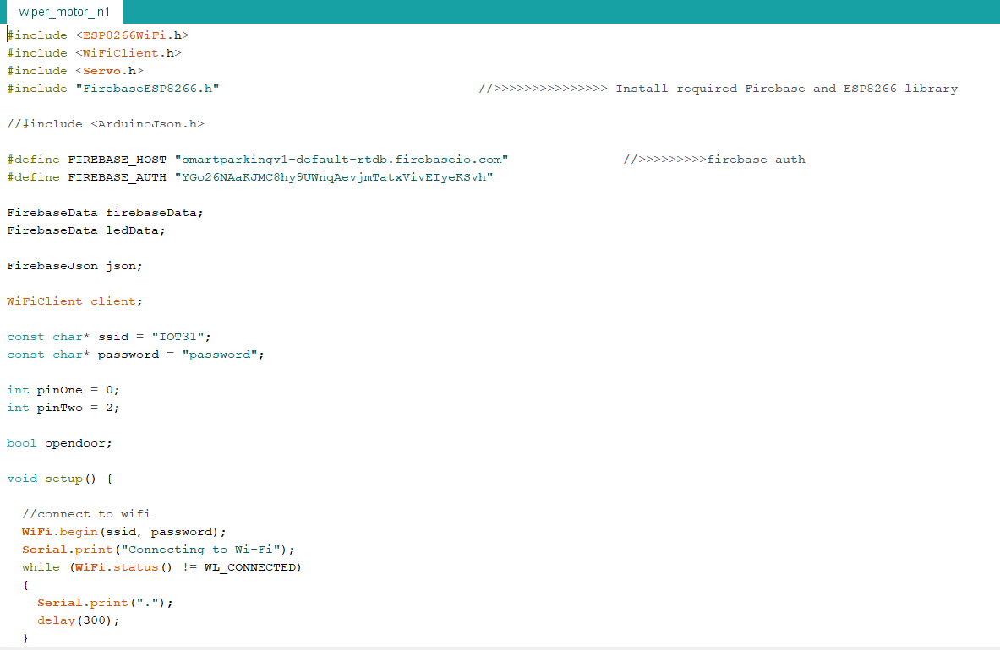 wiper_motor_in1
#include <ESP8266WiFi.h>
#include <WiFiClient.h>
#include <Servo.h>
#include "FirebaseESP8266.h" //>>>>>>>>>>>>>>> Install required Firebase and ESP8266 library
//#include <ArduinoJson.h>
#define FIREBASE_HOST "smartparkingv1-default-rtdb.firebaseio.com" //>>>>>>>>>firebase auth
#define FIREBASE_AUTH "YGo26NAaKJMC8hy9UWnqAevjmTatxVivEIyeKSvh"
FirebaseData firebaseData;
FirebaseData ledData;
FirebaseJson json;
WiFiClient client;
const char* ssid = "IOT31";
const char* password = "password";
int pinOne = 0;
int pinTwo = 2;
bool opendoor;
void setup() {
//connect to wifi
WiFi.begin(ssid, password);
Serial.print("Connecting to Wi-Fi");
while (WiFi.status() != WL_CONNECTED)
{
Serial.print(".");
delay(300);
}